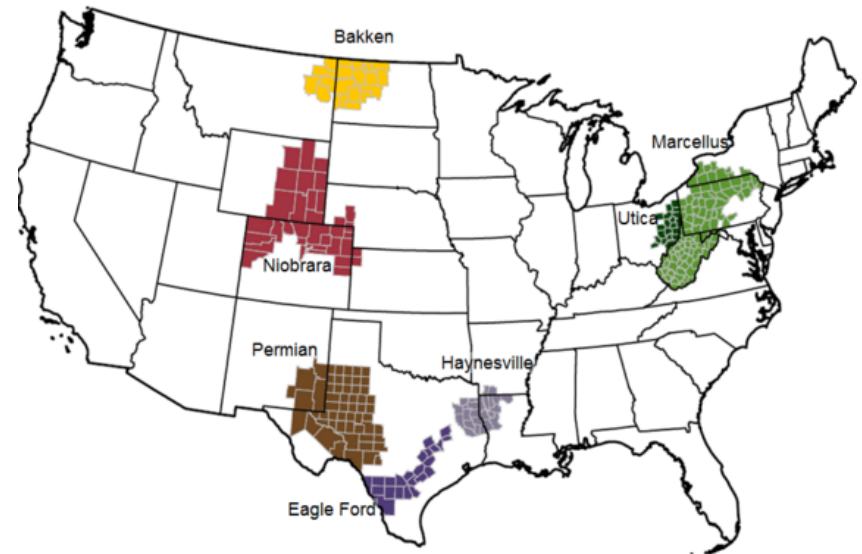 Bakken
Marcellus
Utica
Niobrara
Permian
Haynesville
Eagle Ford